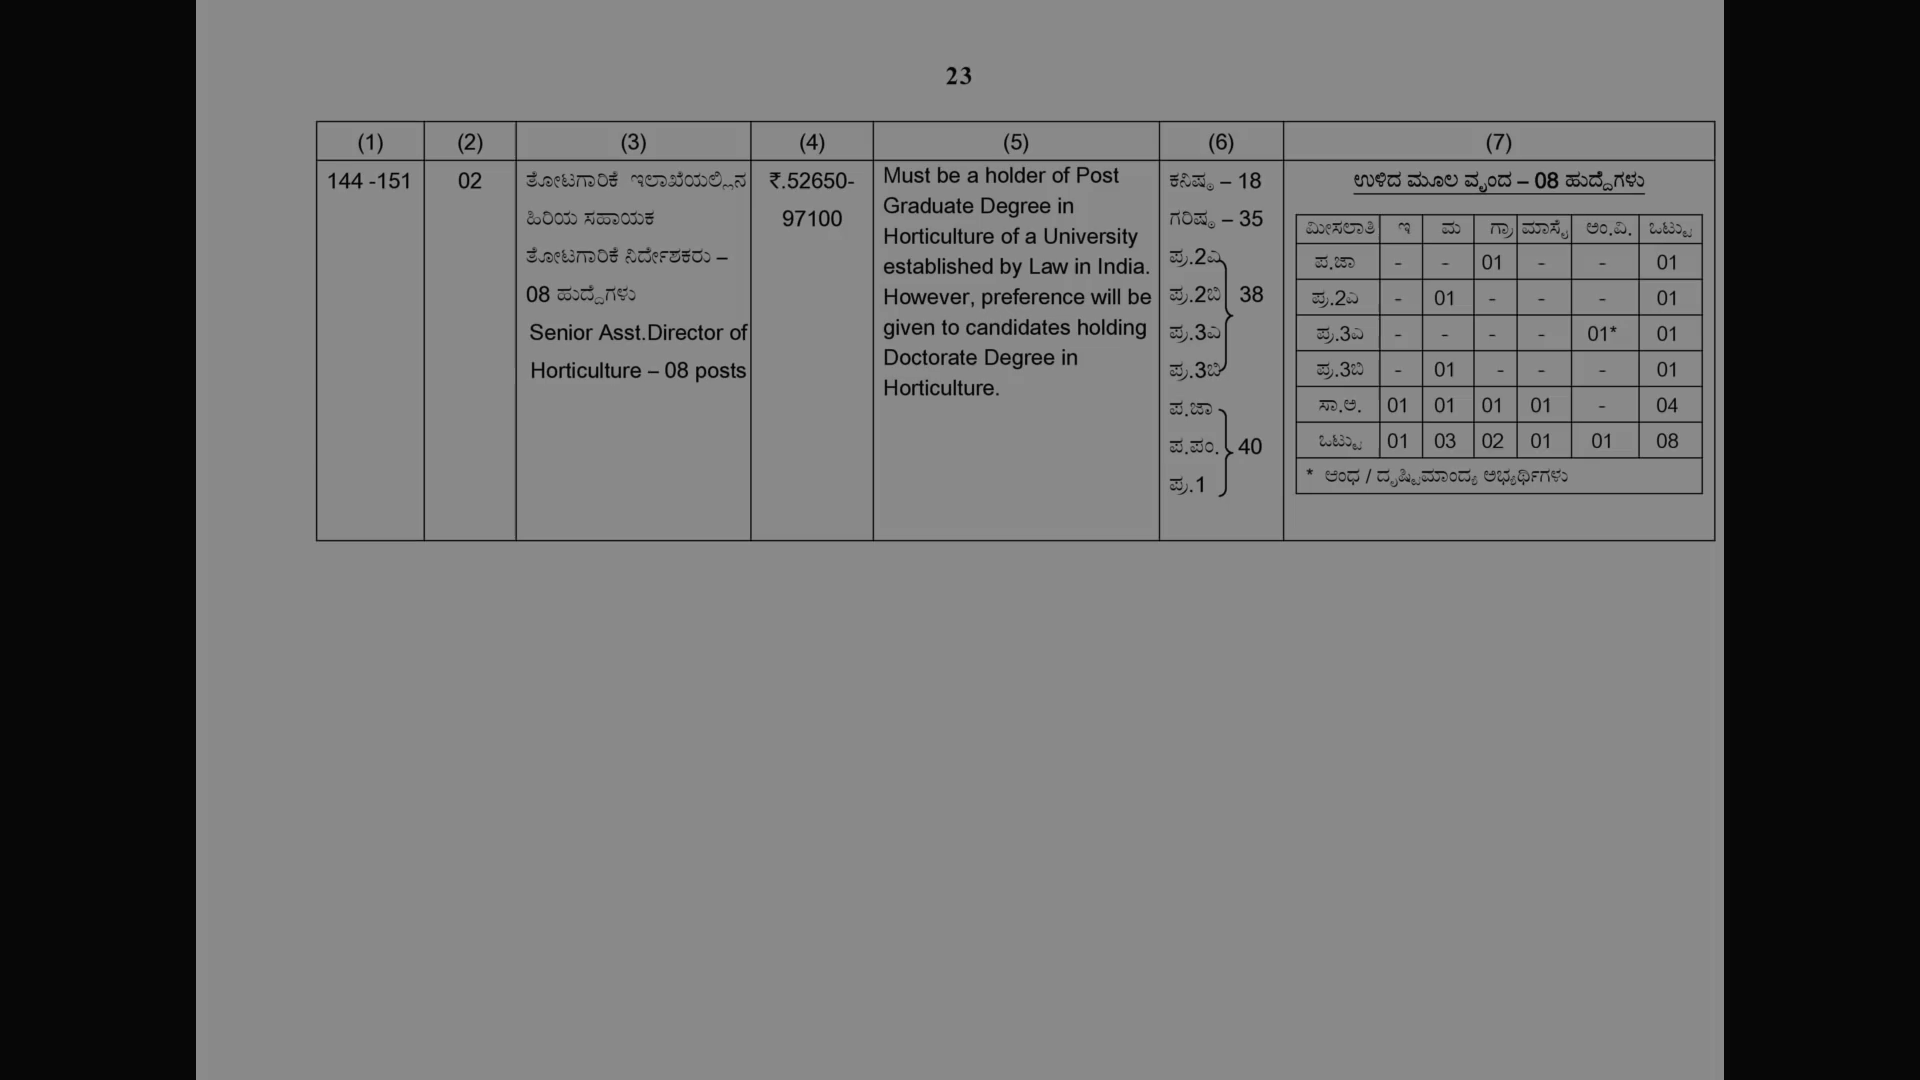 23
(1) (2) (3) (4) (5) (6) (7)
144 -151
02
ತೋಟಗಾರಿಕೆ ಇಲಾಖೆಯಲ್ಲಿನ
ಹಿರಿಯ ಸಹಾಯಕ
ತೋಟಗಾರಿಕೆ ನಿರ್ದೇಶಕರು –
08 ಹುದ್ದೆಗಳು
Senior Asst.Director of
Horticulture – 08 posts
₹.52650-
97100
Must be a holder of Post
Graduate Degree in
Horticulture of a University
established by Law in India.
However, preference will be
given to candidates holding
Doctorate Degree in
Horticulture.
ಕನಿಷ್ಠ – 18
ಗರಿಷ್ಠ – 35
ಪ್ರ.2ಎ
ಪ್ರ.2ಬಿ 38
ಪ್ರ.3ಎ
ಪ್ರ.3ಬಿ
ಪ.ಜಾ
ಪ.ಪಂ. 40
ಪ್ರ.1
ಉಳಿದ ಮೂಲ ವೃಂದ – 08 ಹುದ್ದೆಗಳು
ಮೀಸಲಾತಿ ಇ ಮ ಗ್ರಾ ಮಾಸೈ ಅಂ.ವಿ. ಒಟ್ಟು
ಪ.ಜಾ - - 01 - - 01
ಪ್ರ.2ಎ - 01 - - - 01
ಪ್ರ.3ಎ - - - - 01* 01
ಪ್ರ.3ಬಿ - 01 - - - 01
ಸಾ.ಅ. 01 01 01 01 - 04
ಒಟ್ಟು 01 03 02 01 01 08
* ಅಂಧ / ದೃಷ್ಟಿಮಾಂದ್ಯ ಅಭ್ಯರ್ಥಿಗಳು